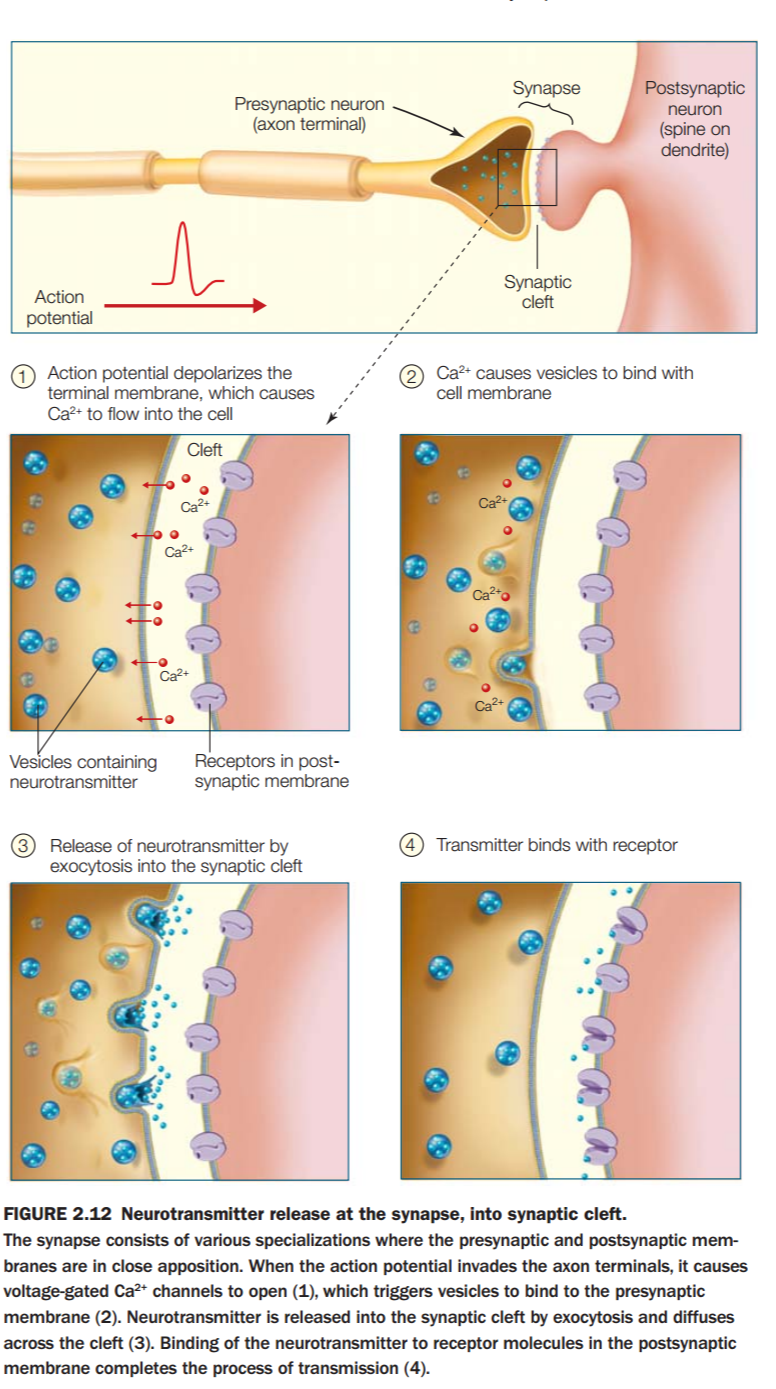 Synapse
Presynaptic neuron
(axon terminal)
Postsynaptic
neuron
(spine on
dendrite)
Synaptic
cleft
Action
potential
1 Action potential depolarizes the
terminal membrane, which causes
Ca²⁺ to flow into the cell
2 Ca²⁺ causes vesicles to bind with
cell membrane
Cleft
Ca²⁺
Ca²⁺
Ca²⁺
Ca²⁺
Ca²⁺
Ca²⁺
Vesicles containing
neurotransmitter
Receptors in post-
synaptic membrane
3 Release of neurotransmitter by
exocytosis into the synaptic cleft
4 Transmitter binds with receptor
FIGURE 2.12 Neurotransmitter release at the synapse, into synaptic cleft.
The synapse consists of various specializations where the presynaptic and postsynaptic mem-
branes are in close apposition. When the action potential invades the axon terminals, it causes
voltage-gated Ca²⁺ channels to open (1), which triggers vesicles to bind to the presynaptic
membrane (2). Neurotransmitter is released into the synaptic cleft by exocytosis and diffuses
across the cleft (3). Binding of the neurotransmitter to receptor molecules in the postsynaptic
membrane completes the process of transmission (4).